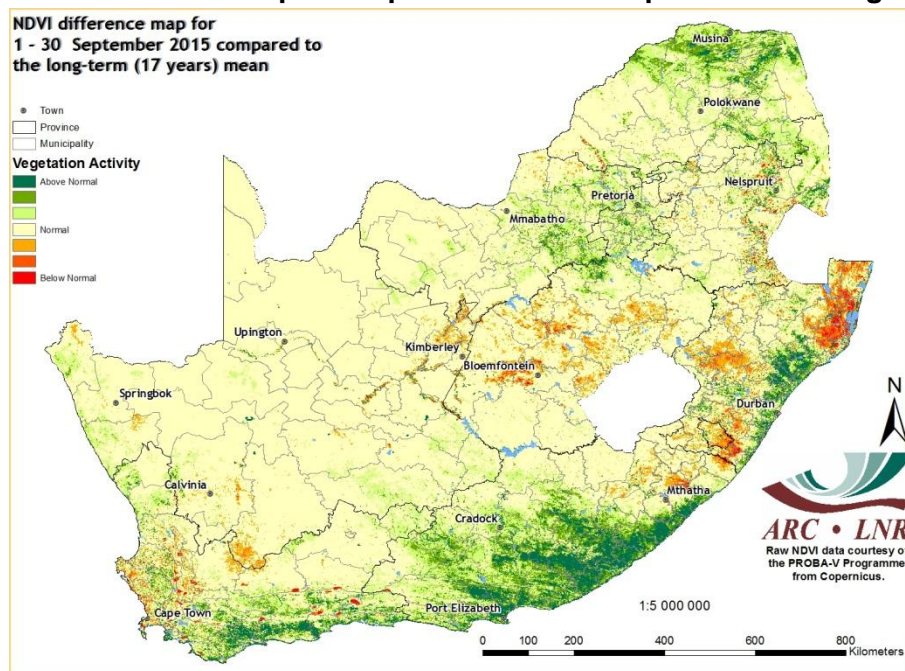 NDVI difference map for
1 - 30 September 2015 compared to
the long-term (17 years) mean
Town
Province
Municipality
Vegetation Activity
Above Normal
Normal
Below Normal
Musina
Polokwane
Nelspruit
Pretoria
Mmabatho
Upington
Kimberley
Bloemfontein
Springbok
Durban
Calvinia
Mthatha
Cradock
Cape Town
Port Elizabeth
N
ARC • LNR
Raw NDVI data courtesy of
the PROBA-V Programme
from Copernicus.
1:5 000 000
0 100 200 400 600 800
Kilometers